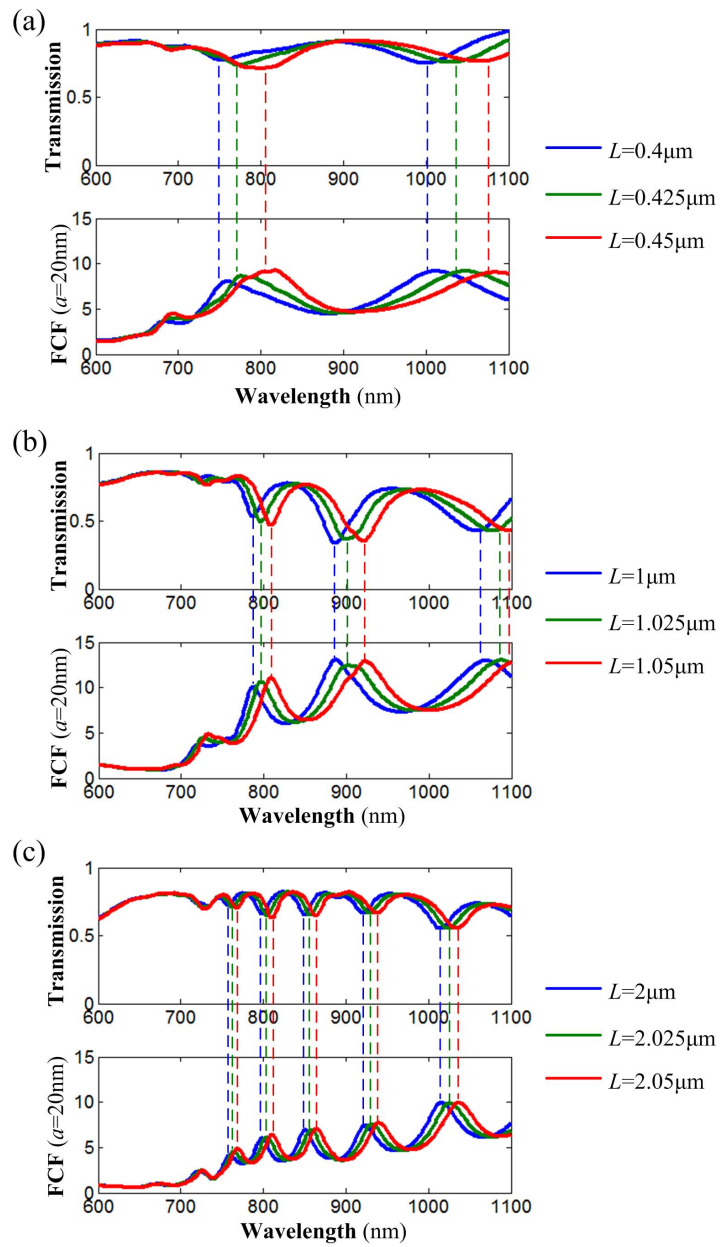 (a)
Transmission
1
0.5
0
600 700 800 900 1000 1100
FCF (a=20nm)
15
10
5
0
600 700 800 900 1000 1100
Wavelength (nm)
L=0.4μm
L=0.425μm
L=0.45μm
(b)
Transmission
1
0.5
0
600 700 800 900 1000 1100
FCF (a=20nm)
15
10
5
0
600 700 800 900 1000 1100
Wavelength (nm)
L=1μm
L=1.025μm
L=1.05μm
(c)
Transmission
1
0.5
0
600 700 800 900 1000 1100
FCF (a=20nm)
15
10
5
0
600 700 800 900 1000 1100
Wavelength (nm)
L=2μm
L=2.025μm
L=2.05μm